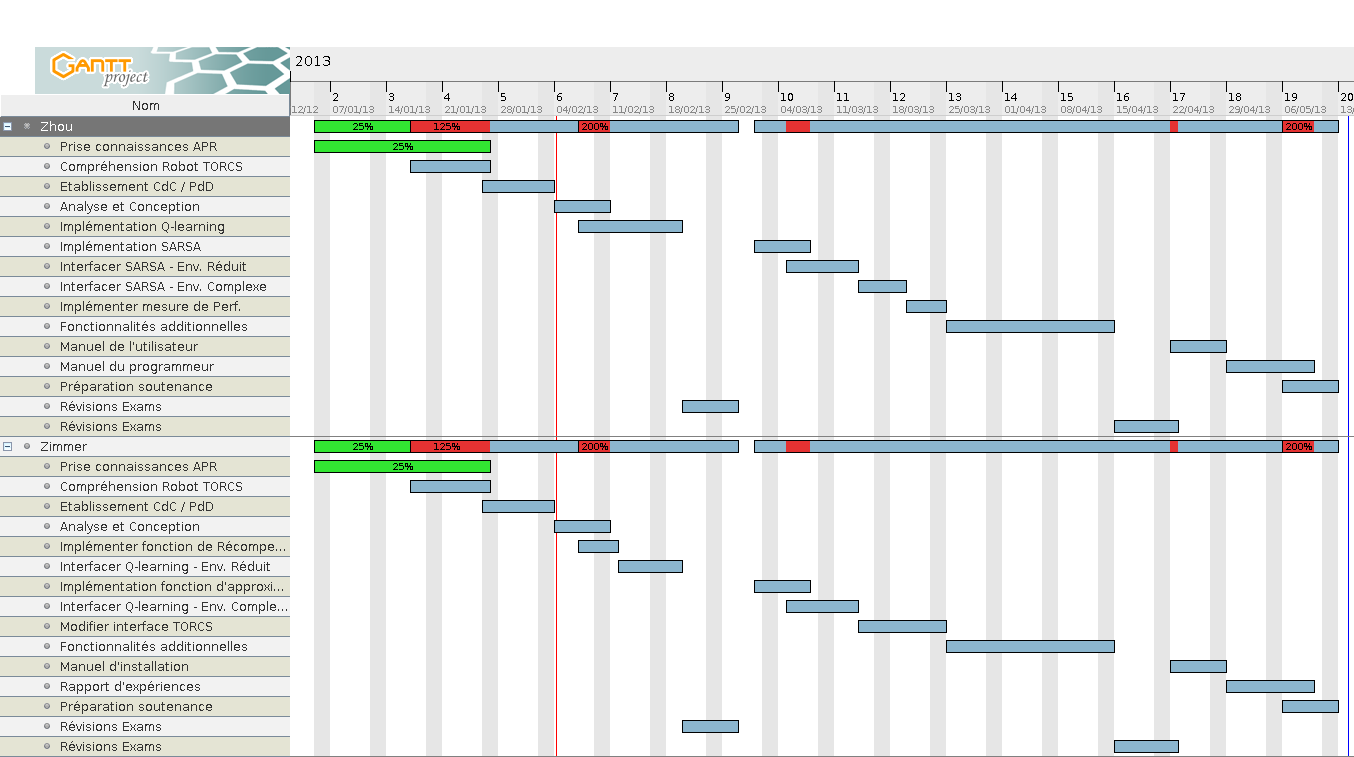 GANTT
project
2013
Nom
2 3 4 5 6 7 8 9 10 11 12 13 14 15 16 17 18 19 20
12/12 07/01/13 14/01/13 21/01/13 28/01/13 04/02/13 11/02/13 18/02/13 25/02/13 04/03/13 11/03/13 18/03/13 25/03/13 01/04/13 08/04/13 15/04/13 22/04/13 29/04/13 06/05/13 13/
Zhou 25% 125% 200% 200%
Prise connaissances APR 25%
Compréhension Robot TORCS
Etablissement CdC / PdD
Analyse et Conception
Implémentation Q-learning
Implémentation SARSA
Interfacer SARSA - Env. Réduit
Interfacer SARSA - Env. Complexe
Implémenter mesure de Perf.
Fonctionnalités additionnelles
Manuel de l'utilisateur
Manuel du programmeur
Préparation soutenance
Révisions Exams
Révisions Exams
Zimmer 25% 125% 200% 200%
Prise connaissances APR 25%
Compréhension Robot TORCS
Etablissement CdC / PdD
Analyse et Conception
Implémenter fonction de Récompe...
Interfacer Q-learning - Env. Réduit
Implémentation fonction d'approxi...
Interfacer Q-learning - Env. Comple...
Modifier interface TORCS
Fonctionnalités additionnelles
Manuel d'installation
Rapport d'expériences
Préparation soutenance
Révisions Exams
Révisions Exams